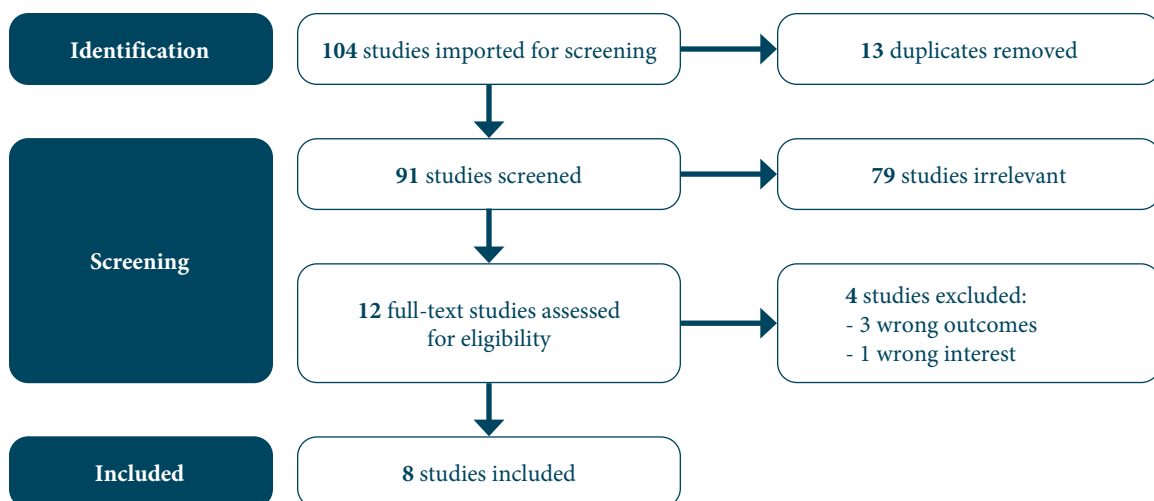 Identification
104 studies imported for screening
13 duplicates removed
Screening
91 studies screened
79 studies irrelevant
12 full-text studies assessed
for eligibility
4 studies excluded:
- 3 wrong outcomes
- 1 wrong interest
Included
8 studies included